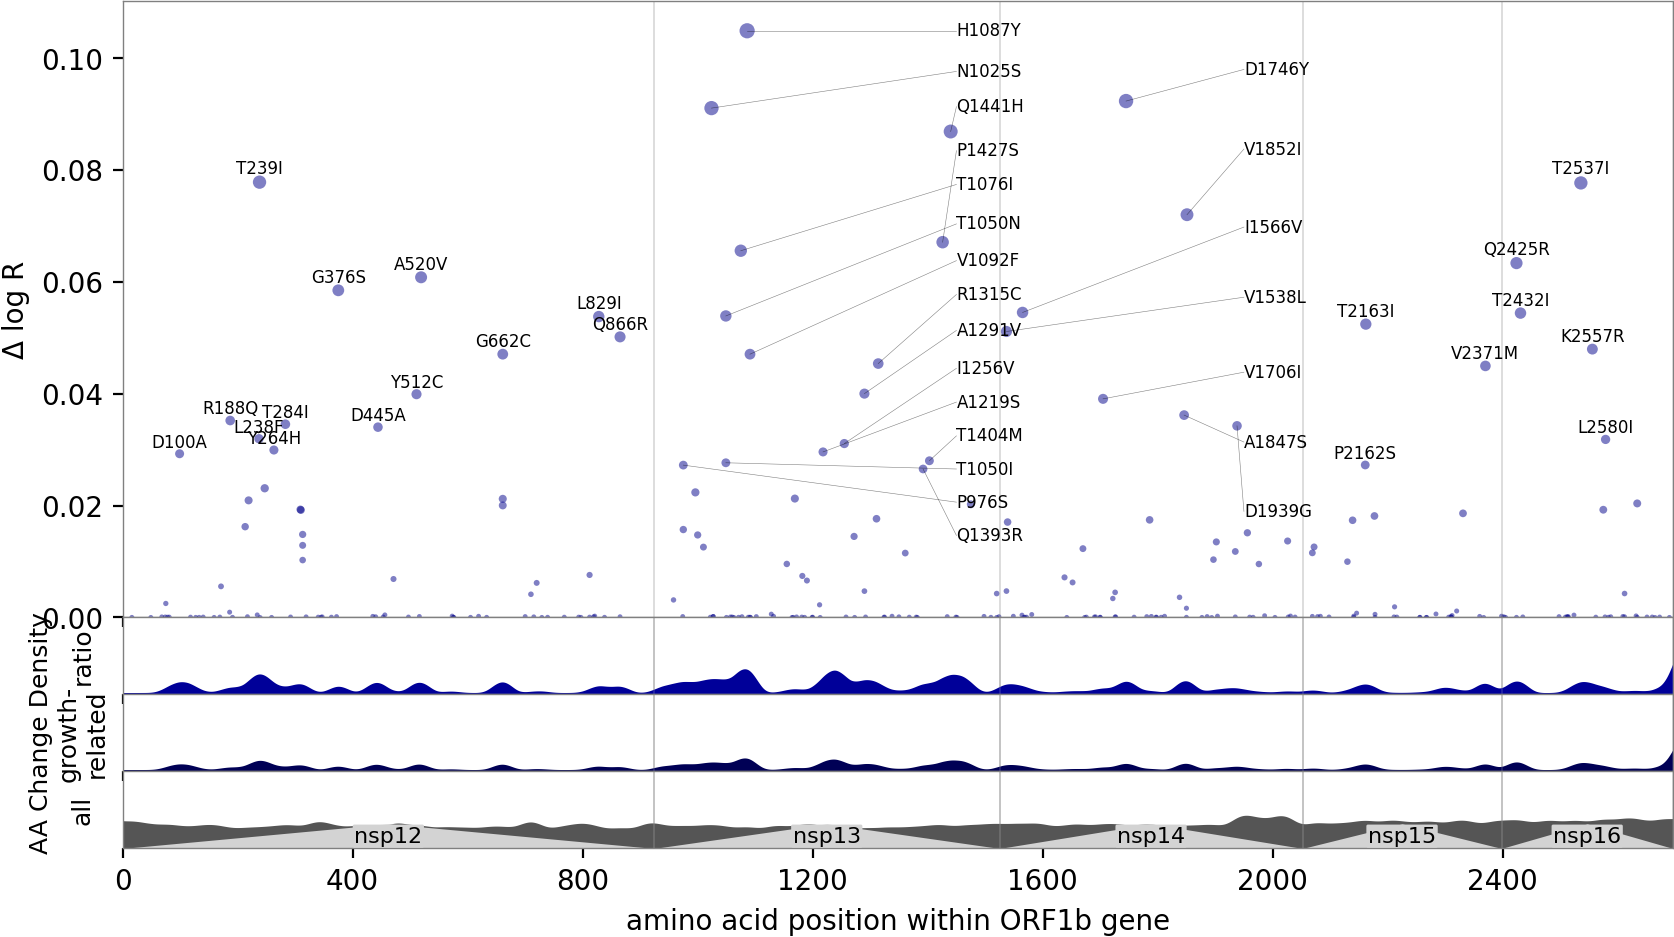 H1087Y
N1025S
D1746Y
0.10
Q1441H
P1427S
V1852I
T239I
T2537I
0.08
T1076I
T1050N
I1566V
Q2425R
V1092F
A520V
G376S
0.06
R1315C
V1538L
T2432I
L829I
T2163I
Q866R
A1291V
K2557R
G662C
V2371M
I1256V
V1706I
Y512C
0.04
A1219S
R188Q
T284I
D445A
L238F
L2580I
T1404M
Y264H
D100A
A1847S
P2162S
T1050I
P976S
0.02
D1939G
Q1393R
0.00
Δ log R
AA Change Density
ratio
growth-
related
all
nsp12
nsp13
nsp14
nsp15
nsp16
0
400
800
1200
1600
2000
2400
amino acid position within ORF1b gene